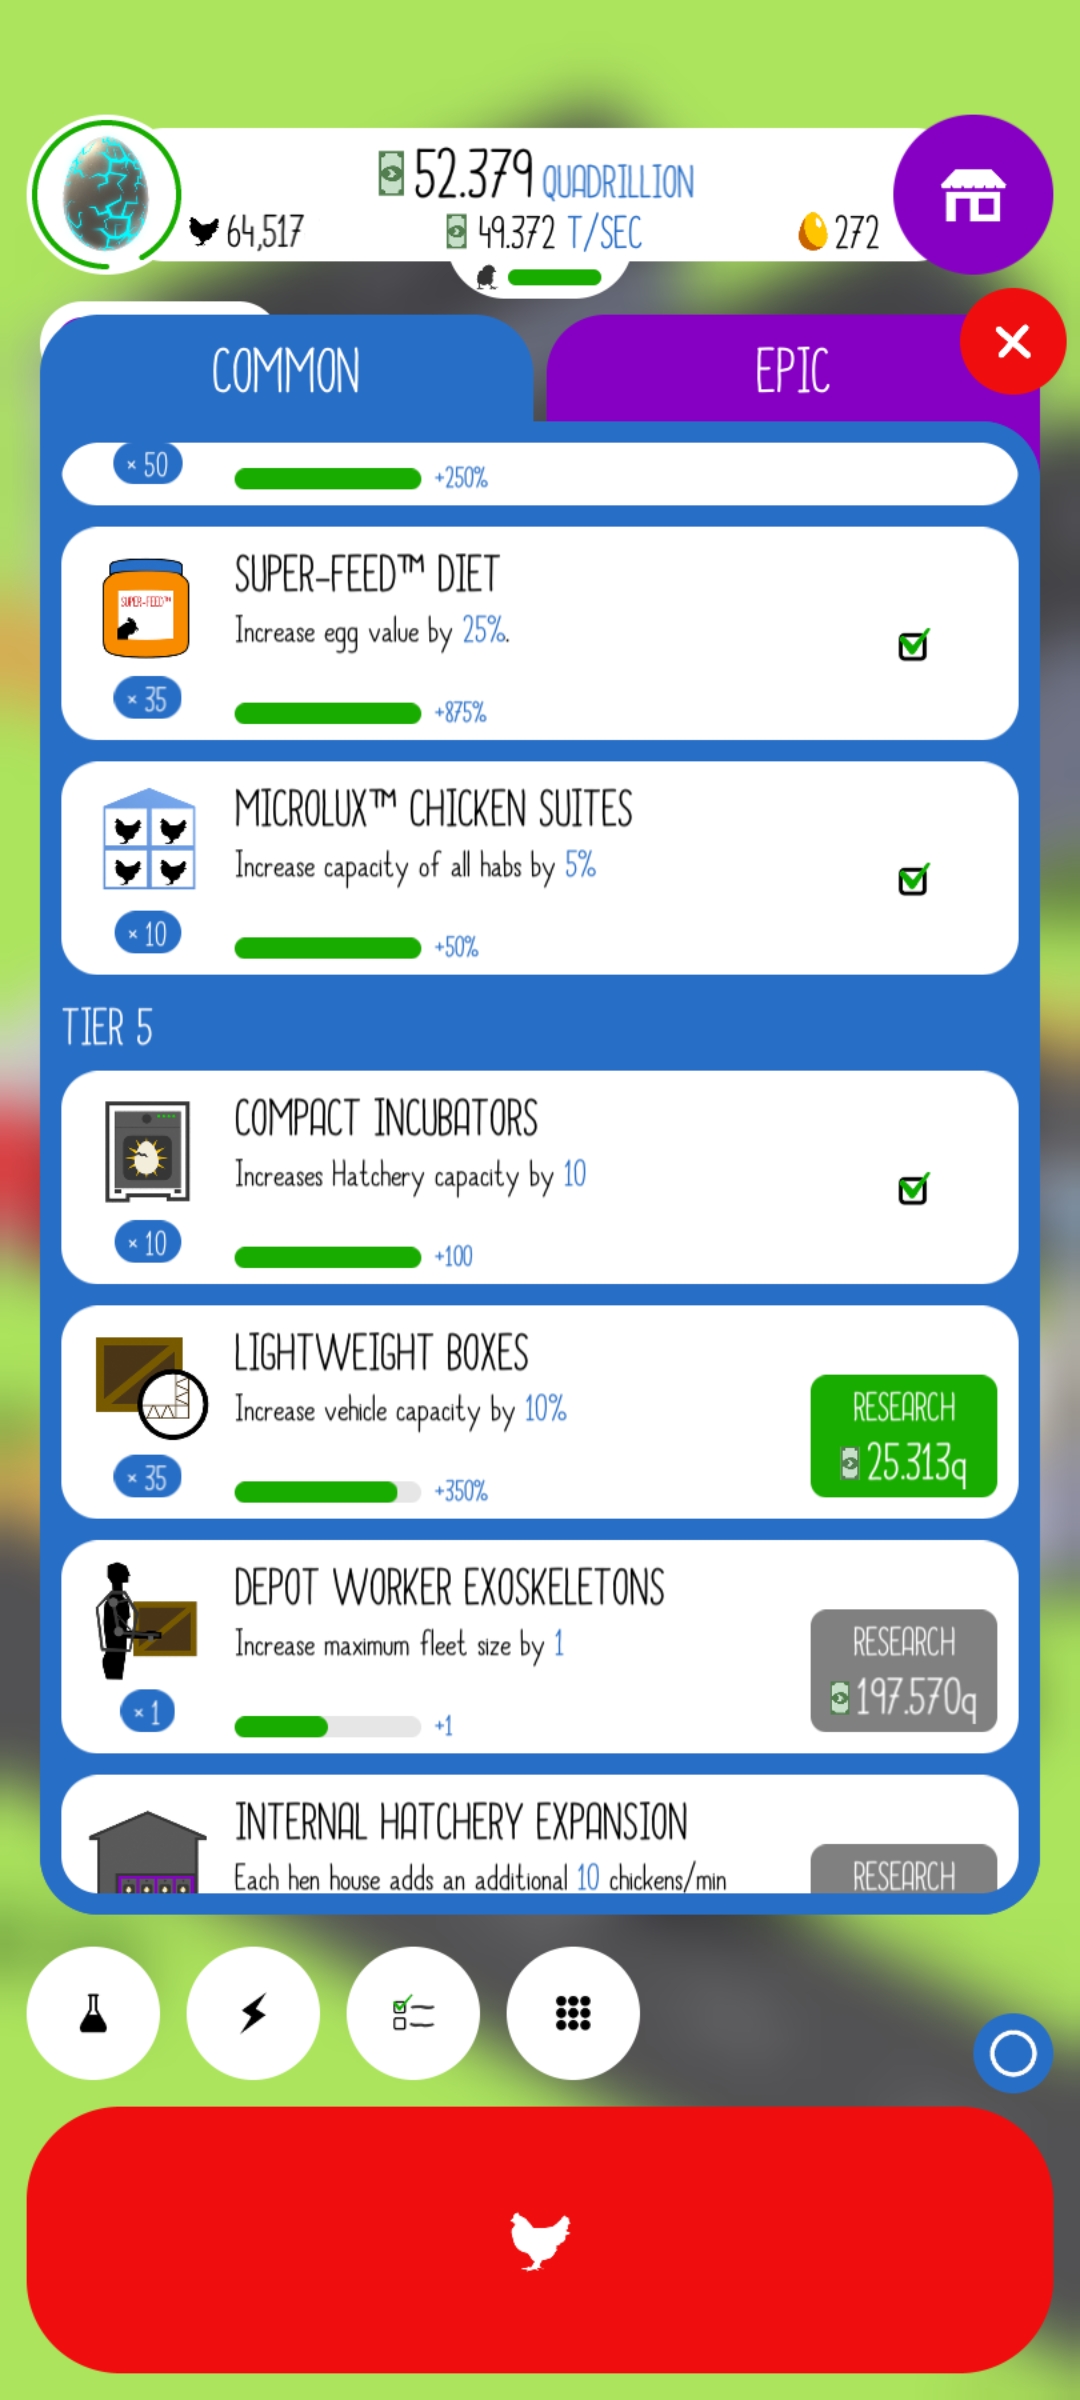 52.379 QUADRILLION
64,517
49.372 T/SEC
272
COMMON
EPIC
× 50
+250%
SUPER-FEED™
SUPER-FEED™ DIET
Increase egg value by 25%.
× 35
+875%
MICROLUX™ CHICKEN SUITES
Increase capacity of all habs by 5%
× 10
+50%
TIER 5
COMPACT INCUBATORS
Increases Hatchery capacity by 10
× 10
+100
LIGHTWEIGHT BOXES
Increase vehicle capacity by 10%
RESEARCH
25.313q
× 35
+350%
DEPOT WORKER EXOSKELETONS
Increase maximum fleet size by 1
RESEARCH
197.570q
× 1
+1
INTERNAL HATCHERY EXPANSION
Each hen house adds an additional 10 chickens/min
RESEARCH